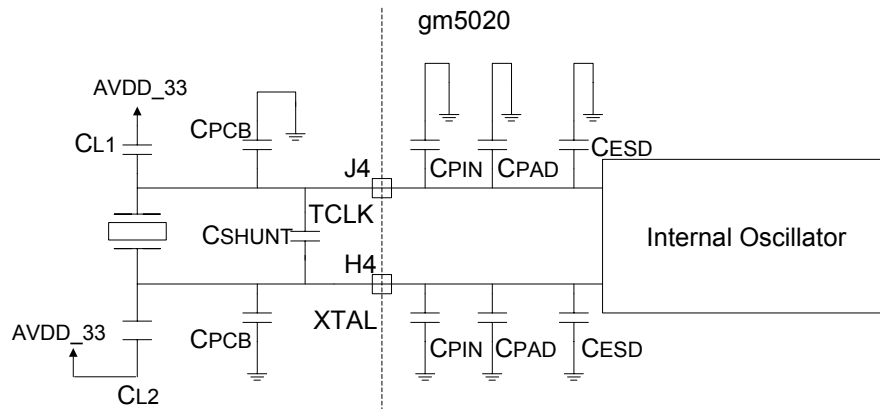 gm5020
AVDD_33
CL1
CPCB
J4
CPIN
CPAD
CESD
TCLK
CSHUNT
Internal Oscillator
H4
XTAL
AVDD_33
CPCB
CPIN
CPAD
CESD
CL2